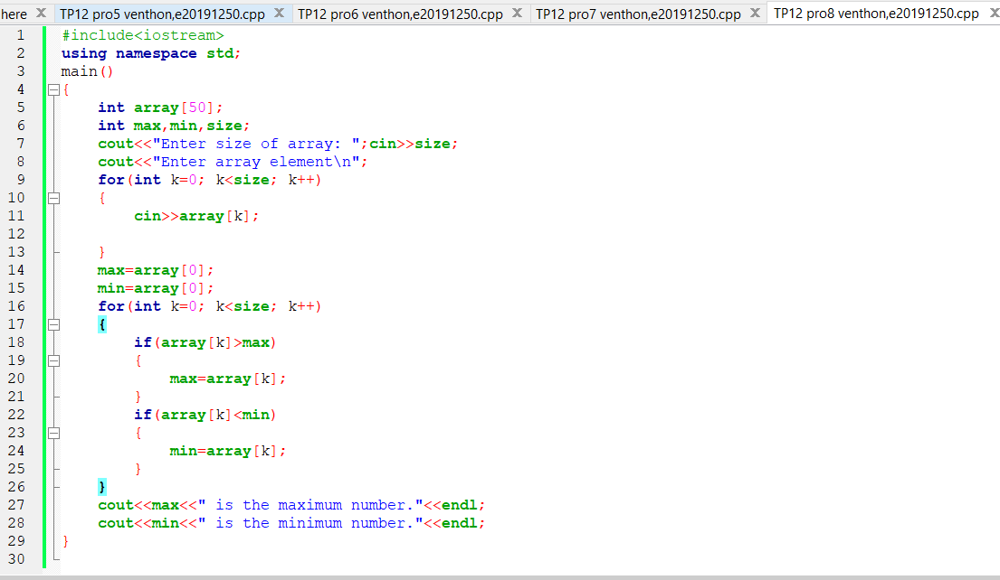 here X TP12 pro5 venthon,e20191250.cpp X TP12 pro6 venthon,e20191250.cpp X TP12 pro7 venthon,e20191250.cpp X TP12 pro8 venthon,e20191250.cpp X
1 #include<iostream>
2 using namespace std;
3 main()
4 {
5 int array[50];
6 int max,min,size;
7 cout<<"Enter size of array: ";cin>>size;
8 cout<<"Enter array element\n";
9 for(int k=0; k<size; k++)
10 {
11 cin>>array[k];
12
13 }
14 max=array[0];
15 min=array[0];
16 for(int k=0; k<size; k++)
17 {
18 if(array[k]>max)
19 {
20 max=array[k];
21 }
22 if(array[k]<min)
23 {
24 min=array[k];
25 }
26 }
27 cout<<max<<" is the maximum number."<<endl;
28 cout<<min<<" is the minimum number."<<endl;
29 }
30